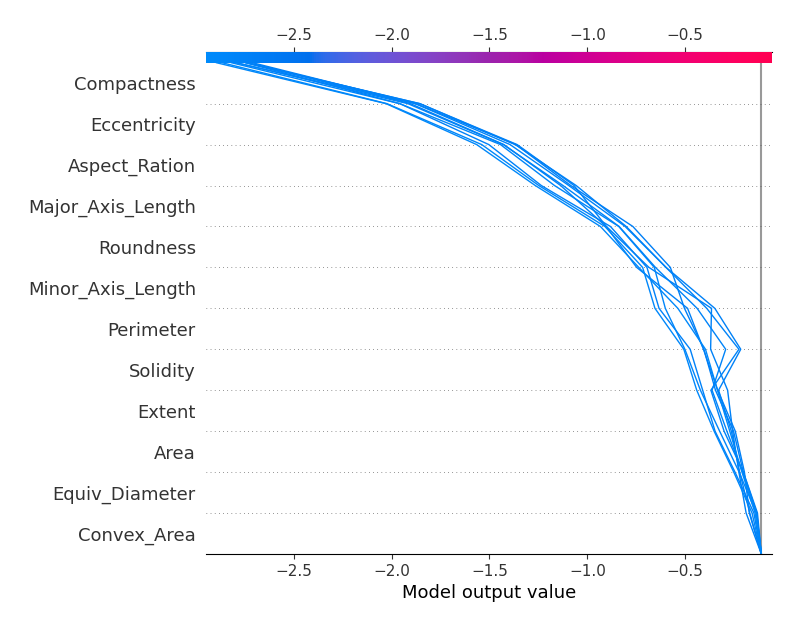 −2.5 −2.0 −1.5 −1.0 −0.5
Compactness
Eccentricity
Aspect_Ration
Major_Axis_Length
Roundness
Minor_Axis_Length
Perimeter
Solidity
Extent
Area
Equiv_Diameter
Convex_Area
−2.5 −2.0 −1.5 −1.0 −0.5
Model output value